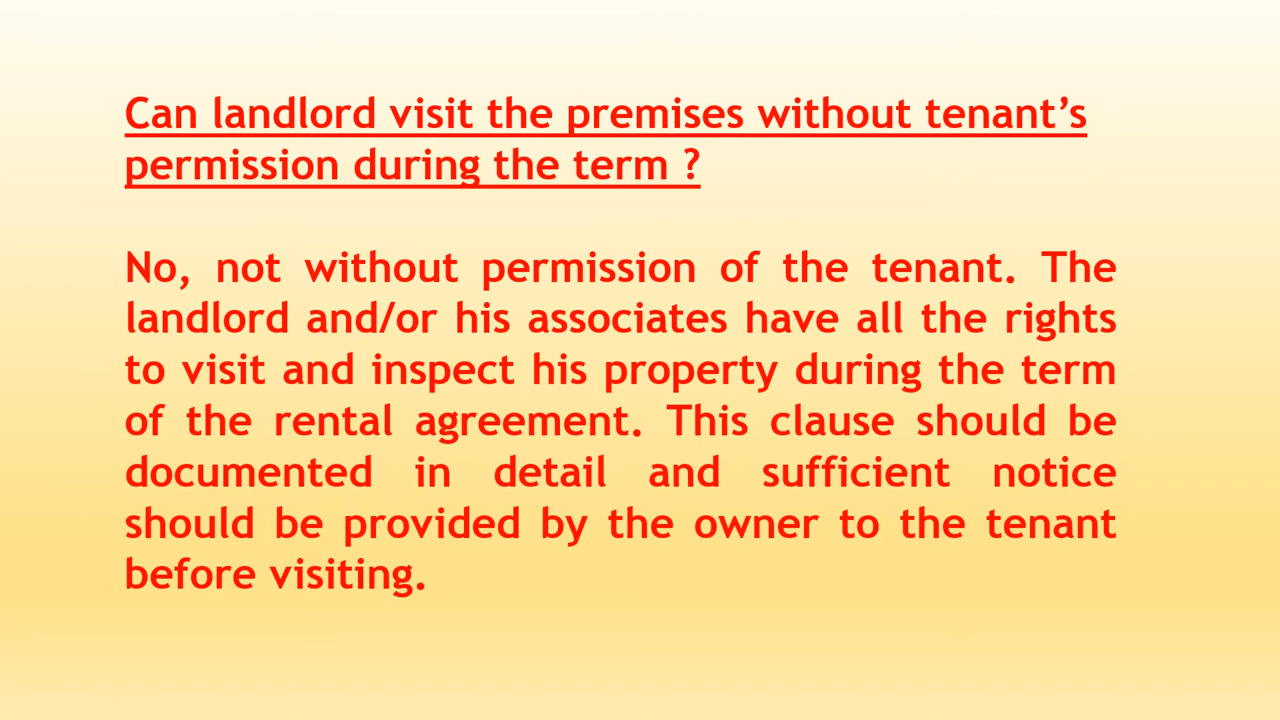 Can landlord visit the premises without tenant’s
permission during the term ?
No, not without permission of the tenant. The
landlord and/or his associates have all the rights
to visit and inspect his property during the term
of the rental agreement. This clause should be
documented in detail and sufficient notice
should be provided by the owner to the tenant
before visiting.